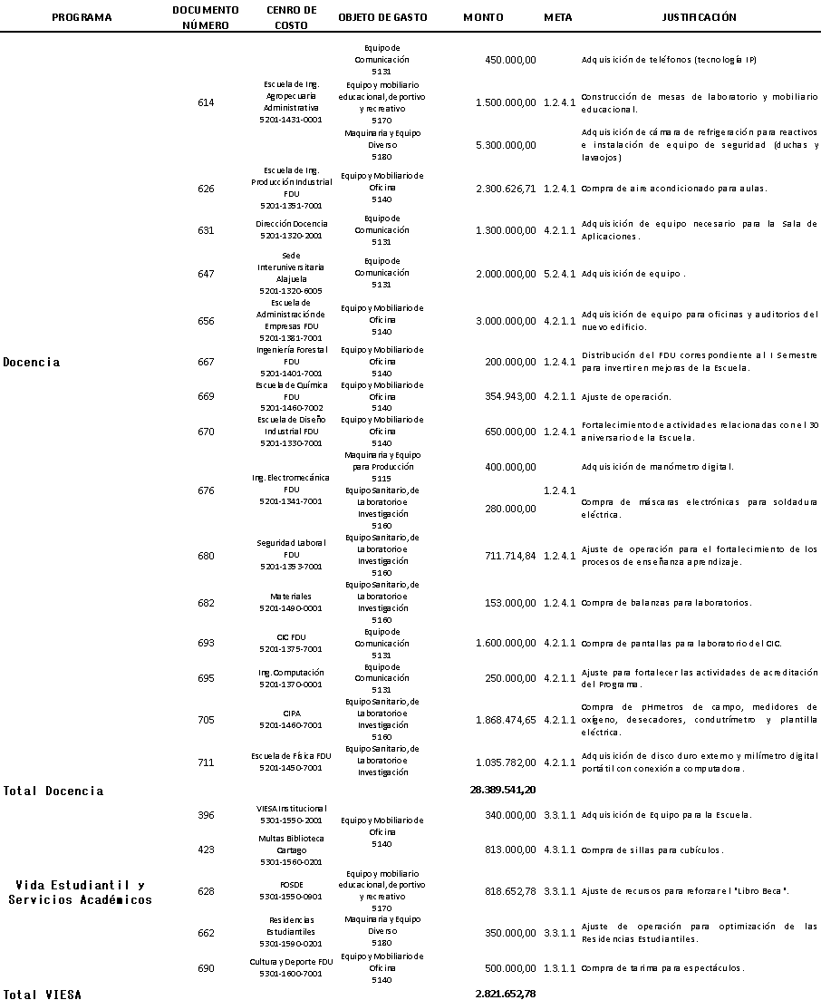 PROGRAMA DOCUMENTO NÚMERO CENRO DE COSTO OBJETO DE GASTO MONTO META JUSTIFICACIÓN
Docencia
614
Escuela de Ing.
Agropecuaria
Administrativa
5201-1431-0001
Equipo de
Comunicación
5131
450.000,00
Adquisición de teléfonos (tecnología IP)
Equipo y mobiliario
educacional, deportivo
y recreativo
5170
1.500.000,00 1.2.4.1
Construcción de mesas de laboratorio y mobiliario
educacional.
Maquinaria y Equipo
Diverso
5180
5.300.000,00
Adquisición de cámara de refrigeración para reactivos
e instalación de equipo de seguridad (duchas y
lavaojos)
626
Escuela de Ing.
Producción Industrial
FDU
5201-1351-7001
Equipo y Mobiliario de
Oficina
5140
2.300.626,71 1.2.4.1 Compra de aire acondicionado para aulas.
631
Dirección Docencia
5201-1320-2001
Equipo de
Comunicación
5131
1.300.000,00 4.2.1.1
Adquisición de equipo necesario para la Sala de
Aplicaciones.
647
Sede
Interuniversitaria
Alajuela
5201-1320-6005
Equipo de
Comunicación
5131
2.000.000,00 5.2.4.1 Adquisición de equipo .
656
Escuela de
Administración de
Empresas FDU
5201-1381-7001
Equipo y Mobiliario de
Oficina
5140
3.000.000,00 4.2.1.1
Adquisición de equipo para oficinas y auditorios del
nuevo edificio.
667
Ingeniería Forestal
FDU
5201-1401-7001
Equipo y Mobiliario de
Oficina
5140
200.000,00 1.2.4.1
Distribución del FDU correspondiente al I Semestre
para invertir en mejoras de la Escuela.
669
Escuela de Química
FDU
5201-1460-7002
Equipo y Mobiliario de
Oficina
5140
354.943,00 4.2.1.1 Ajuste de operación.
670
Escuela de Diseño
Industrial FDU
5201-1330-7001
Equipo y Mobiliario de
Oficina
5140
650.000,00 1.2.4.1
Fortalecimiento de actividades relacionadas con el 30
aniversario de la Escuela.
676
Ing. Electromecánica
FDU
5201-1341-7001
Maquinaria y Equipo
para Producción
5115
400.000,00
Adquisición de manómetro digital.
1.2.4.1
Equipo Sanitario, de
Laboratorio e
Investigación
5160
280.000,00
Compra de máscaras electrónicas para soldadura
eléctrica.
680
Seguridad Laboral
FDU
5201-1353-7001
Equipo Sanitario, de
Laboratorio e
Investigación
5160
711.714,84 1.2.4.1
Ajuste de operación para el fortalecimiento de los
procesos de enseñanza aprendizaje.
682
Materiales
5201-1490-0001
Equipo Sanitario, de
Laboratorio e
Investigación
5160
153.000,00 1.2.4.1 Compra de balanzas para laboratorios.
693
CIC FDU
5201-1375-7001
Equipo de
Comunicación
5131
1.600.000,00 4.2.1.1 Compra de pantallas para laboratorio del CIC.
695
Ing. Computación
5201-1370-0001
Equipo de
Comunicación
5131
250.000,00 4.2.1.1
Ajuste para fortalecer las actividades de acreditación
del Programa.
705
CIPA
5201-1460-7001
Equipo Sanitario, de
Laboratorio e
Investigación
5160
1.868.474,65 4.2.1.1
Compra de pHmetros de campo, medidores de
oxígeno, desecadores, condutrímetro y plantilla
eléctrica.
711
Escuela de Física FDU
5201-1450-7001
Equipo Sanitario, de
Laboratorio e
Investigación
1.035.782,00 4.2.1.1
Adquisición de disco duro externo y milímetro digital
portátil con conexión a computadora.
Total Docencia 28.389.541,20
Vida Estudiantil y
Servicios Académicos
396
VIESA Institucional
5301-1550-2001
Equipo y Mobiliario de
Oficina
5140
340.000,00 3.3.1.1 Adquisición de Equipo para la Escuela.
423
Multas Biblioteca
Cartago
5301-1560-0201
813.000,00 4.3.1.1 Compra de sillas para cubículos.
628
FOSDE
5301-1550-0901
Equipo y mobiliario
educacional, deportivo
y recreativo
5170
818.652,78 3.3.1.1 Ajuste de recursos para reforzar el "Libro Beca".
662
Residencias
Estudiantiles
5301-1590-0201
Maquinaria y Equipo
Diverso
5180
350.000,00 3.3.1.1
Ajuste de operación para optimización de las
Residencias Estudiantiles.
690
Cultura y Deporte FDU
5301-1600-7001
Equipo y Mobiliario de
Oficina
5140
500.000,00 1.3.1.1 Compra de tarima para espectáculos.
Total VIESA 2.821.652,78